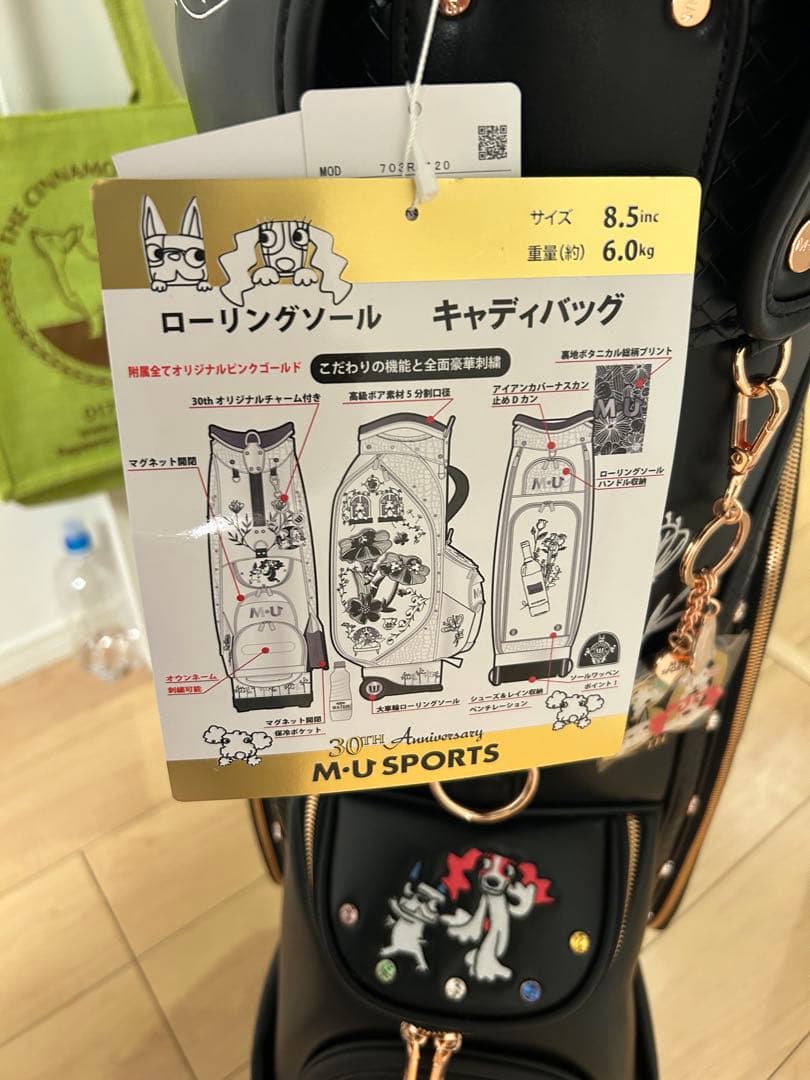 THE CINNAMO
017
MOD
サイズ 8.5inc
重量(約) 6.0kg
ローリングソール キャディバッグ
附属全てオリジナルピンクゴールド
こだわりの機能と全面豪華刺繍
裏地ボタニカル総柄プリント
30thオリジナルチャーム付き
高級ボア素材5分割口径
アイアンカバーナスカン
止めDカン
M·U
マグネット開閉
ローリングソール
ハンドル収納
M·U
M·U
M·U
オウンネーム
刺繍可能
マグネット開閉
保冷ポケット
大車輪ローリングソール
シューズ&レイン収納
ベンチレーション
ソールワッペン
ポイント!
30TH Anniversary
M·U SPORTS